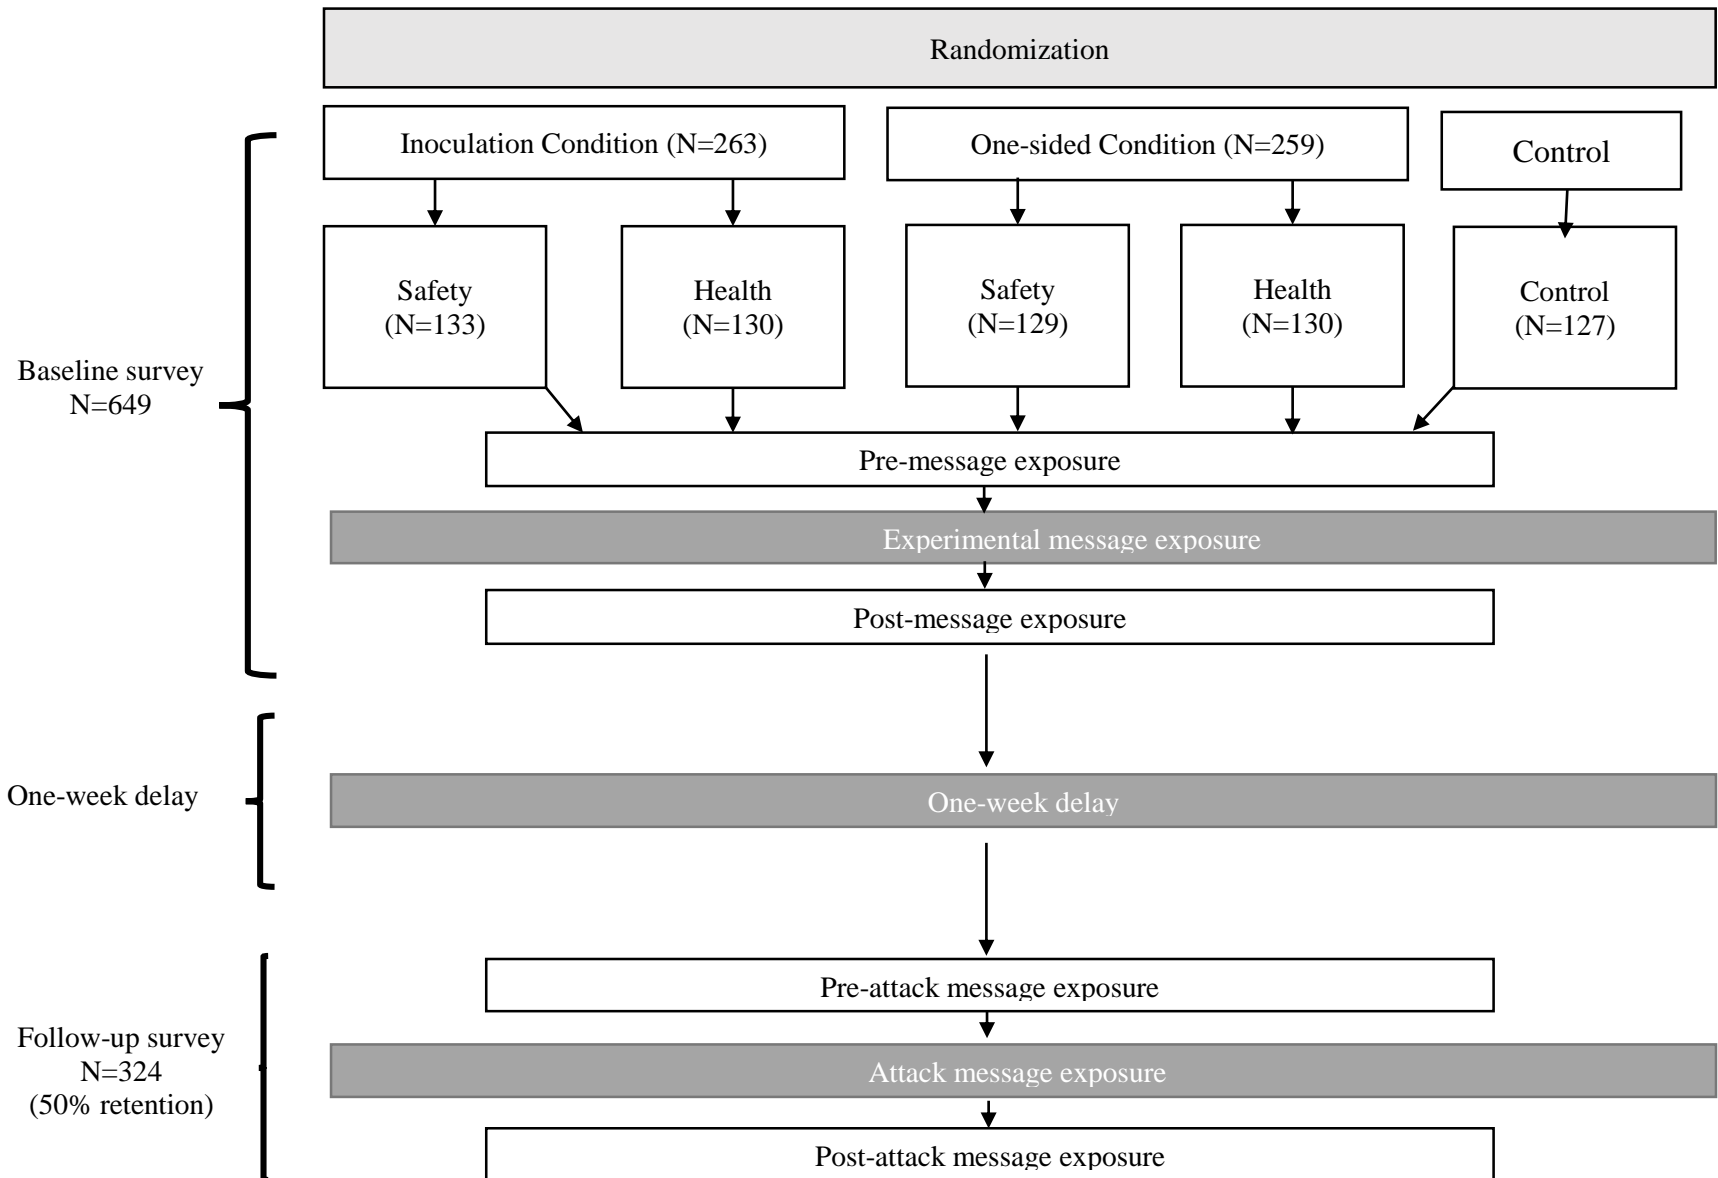 Randomization
Inoculation Condition (N=263)
One-sided Condition (N=259)
Control
Safety
(N=133)
Health
(N=130)
Safety
(N=129)
Health
(N=130)
Control
(N=127)
Baseline survey
N=649
Pre-message exposure
Experimental message exposure
Post-message exposure
One-week delay
One-week delay
Pre-attack message exposure
Follow-up survey
N=324
(50% retention)
Attack message exposure
Post-attack message exposure